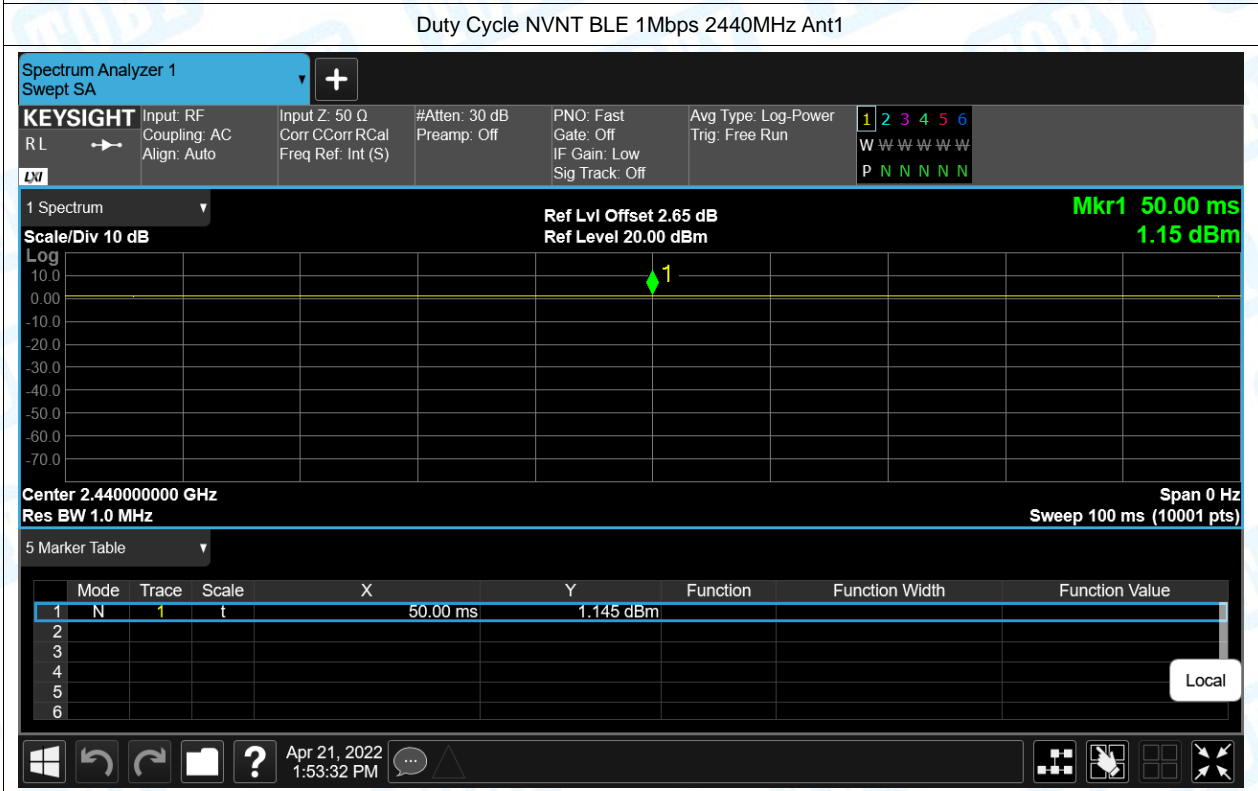 Duty Cycle NVNT BLE 1Mbps 2440MHz Ant1
Spectrum Analyzer 1
Swept SA
KEYSIGHT
RL
LXI
Input: RF
Coupling: AC
Align: Auto
Input Z: 50 Ω
Corr CCorr RCal
Freq Ref: Int (S)
#Atten: 30 dB
Preamp: Off
PNO: Fast
Gate: Off
IF Gain: Low
Sig Track: Off
Avg Type: Log-Power
Trig: Free Run
1 2 3 4 5 6
W W W W W W
P N N N N N
1 Spectrum
Scale/Div 10 dB
Ref Lvl Offset 2.65 dB
Ref Level 20.00 dBm
Mkr1 50.00 ms
1.15 dBm
Log
10.0
0.00
-10.0
-20.0
-30.0
-40.0
-50.0
-60.0
-70.0
1
Center 2.440000000 GHz
Res BW 1.0 MHz
Span 0 Hz
Sweep 100 ms (10001 pts)
5 Marker Table
Mode Trace Scale X Y Function Function Width Function Value
1 N 1 t 50.00 ms 1.145 dBm
2
3
4
5
6
Local
?
Apr 21, 2022
1:53:32 PM